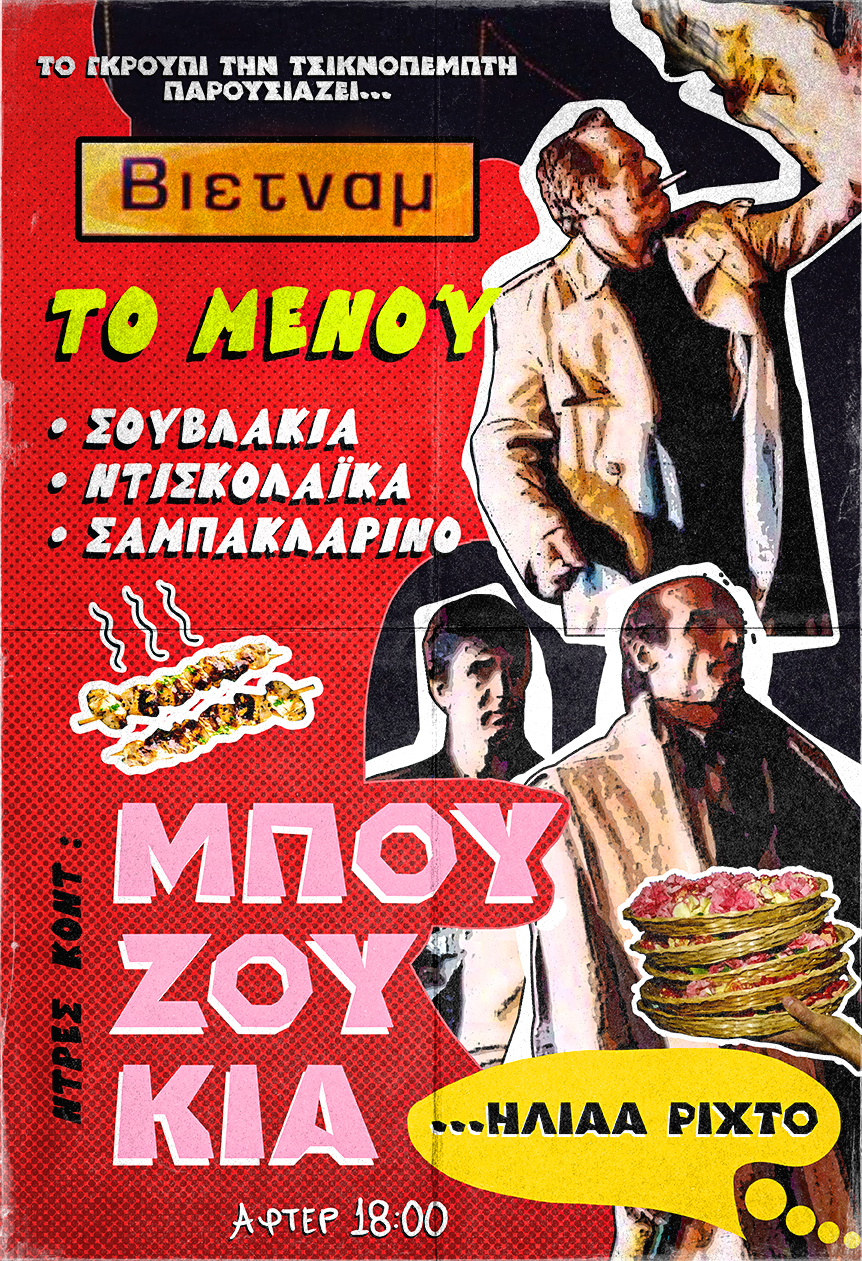 ΤΟ ΓΚΡΟΥΠΙ ΤΗΝ ΤΣΙΚΝΟΠΕΜΠΤΗ
ΠΑΡΟΥΣΙΑΖΕΙ...
Βιετναμ
ΤΟ ΜΕΝΟΎ
• ΣΟΥΒΛΑΚΙΑ
• ΝΤΙΣΚΟΛΑΪΚΑ
• ΣΑΜΠΑΚΛΑΡΙΝΟ
ΝΤΡΕΣ ΚΟΝΤ:
ΜΠΟΥ
ΖΟΥ
ΚΙΑ
...ΗΛΙΑΑ ΡΙΧΤΟ
ΑΦΤΕΡ 18:00